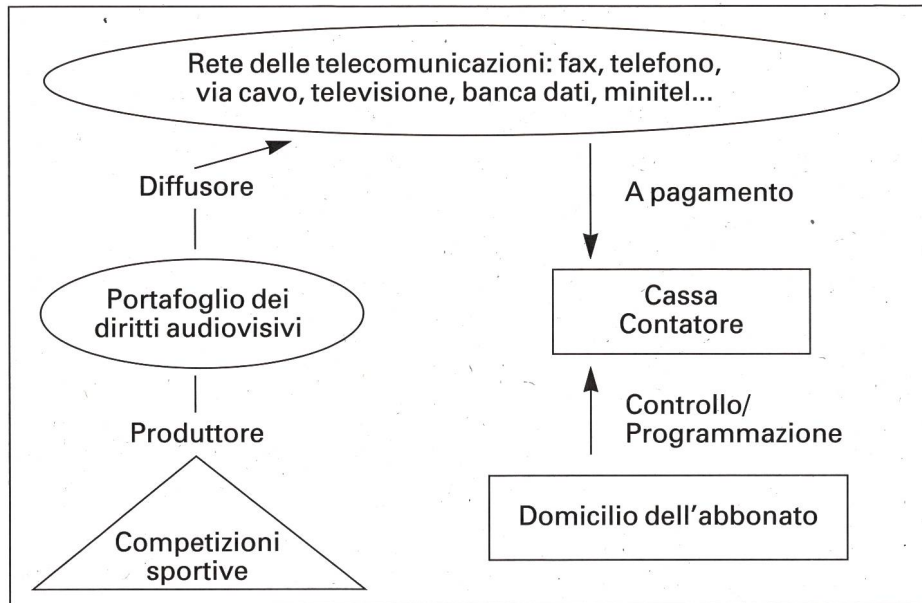 Rete delle telecomunicazioni: fax, telefono,
via cavo, televisione, banca dati, minitel...
Diffusore
A pagamento
Portafoglio dei
diritti audiovisivi
Cassa
Contatore
Produttore
Controllo/
Programmazione
Competizioni
sportive
Domicilio dell'abbonato